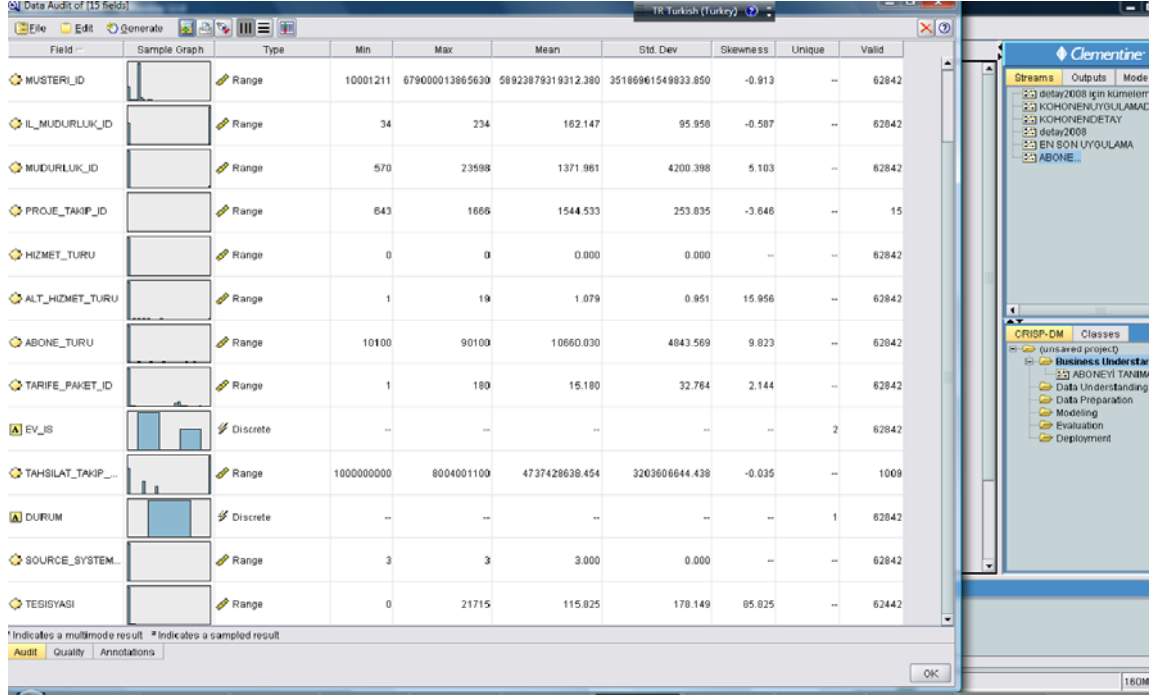 Data Audit of [15 fields]
TR Turkish (Turkey)
File Edit Generate
Field Sample Graph Type Min Max Mean Std. Dev Skewness Unique Valid
MUSTERI_ID Range 10001211 679000013865630 58923879319312.380 35186961549833.850 -0.913 -- 62842
IL_MUDURLUK_ID Range 34 234 162.147 95.958 -0.587 -- 62842
MUDURLUK_ID Range 570 23598 1371.961 4200.398 5.103 -- 62842
PROJE_TAKIP_ID Range 643 1666 1544.533 253.835 -3.646 -- 15
HIZMET_TURU Range 0 0 0.000 0.000 -- -- 62842
ALT_HIZMET_TURU Range 1 19 1.079 0.951 15.956 -- 62842
ABONE_TURU Range 10100 90100 10660.030 4843.569 9.823 -- 62842
TARIFE_PAKET_ID Range 1 180 15.180 32.764 2.144 -- 62842
A EV_IS Discrete -- -- -- -- -- 2 62842
TAHSILAT_TAKIP_... Range 1000000000 8004001100 4737428638.454 3203606644.438 -0.035 -- 1009
A DURUM Discrete -- -- -- -- -- 1 62842
SOURCE_SYSTEM... Range 3 3 3.000 0.000 -- -- 62842
TESISYASI Range 0 21715 115.825 178.149 85.825 -- 62442
Indicates a multimode result Indicates a sampled result
Audit Quality Annotations
OK
Clementine
Streams Outputs Mode
detay2008 için kümelem
KOHONENUYGULAMAD
KOHONENDETAY
detay2008
EN SON UYGULAMA
ABONE...
CRISP-DM Classes
(unsaved project)
Business Understan
ABONEYİ TANIMA
Data Understanding
Data Preparation
Modeling
Evaluation
Deployment
160M